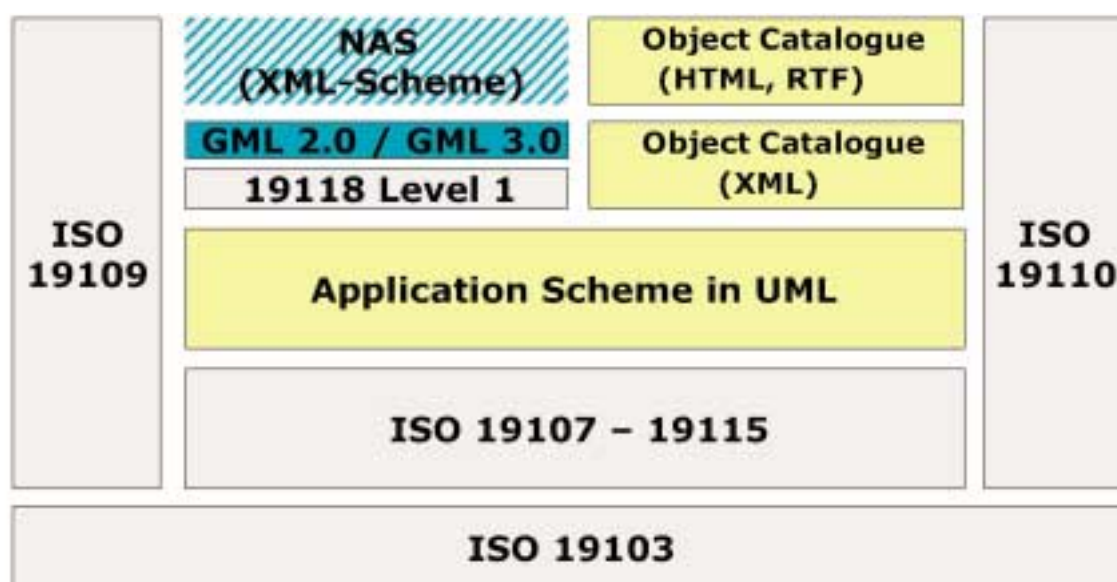 NAS
(XML-Scheme)
Object Catalogue
(HTML, RTF)
GML 2.0 / GML 3.0
Object Catalogue
(XML)
19118 Level 1
ISO
19109
ISO
19110
Application Scheme in UML
ISO 19107 – 19115
ISO 19103